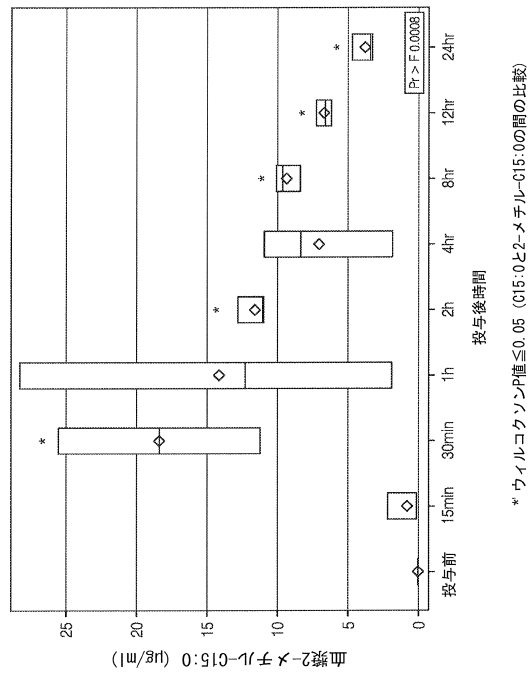 血漿2-メチル-C15:0 (μg/ml)
25
20
15
10
5
0
投与前
15min
30min
1h
2h
4hr
8hr
12hr
24hr
*
*
*
*
*
Pr > F 0.0008
投与後時間
*' ウィルコクソンP値≦0.05 (C15:0と2-メチル-C15:0の間の比較)